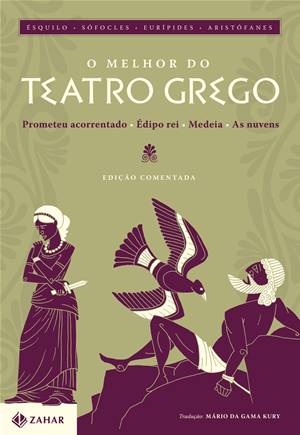 ÉSQUILO • SÓFOCLES • EURÍPIDES • ARISTÓFANES
O MELHOR DO
TEATRO GREGO
Prometeu acorrentado • Édipo rei • Medeia • As nuvens
EDIÇÃO COMENTADA
ZAHAR
Tradução: MÁRIO DA GAMA KURY